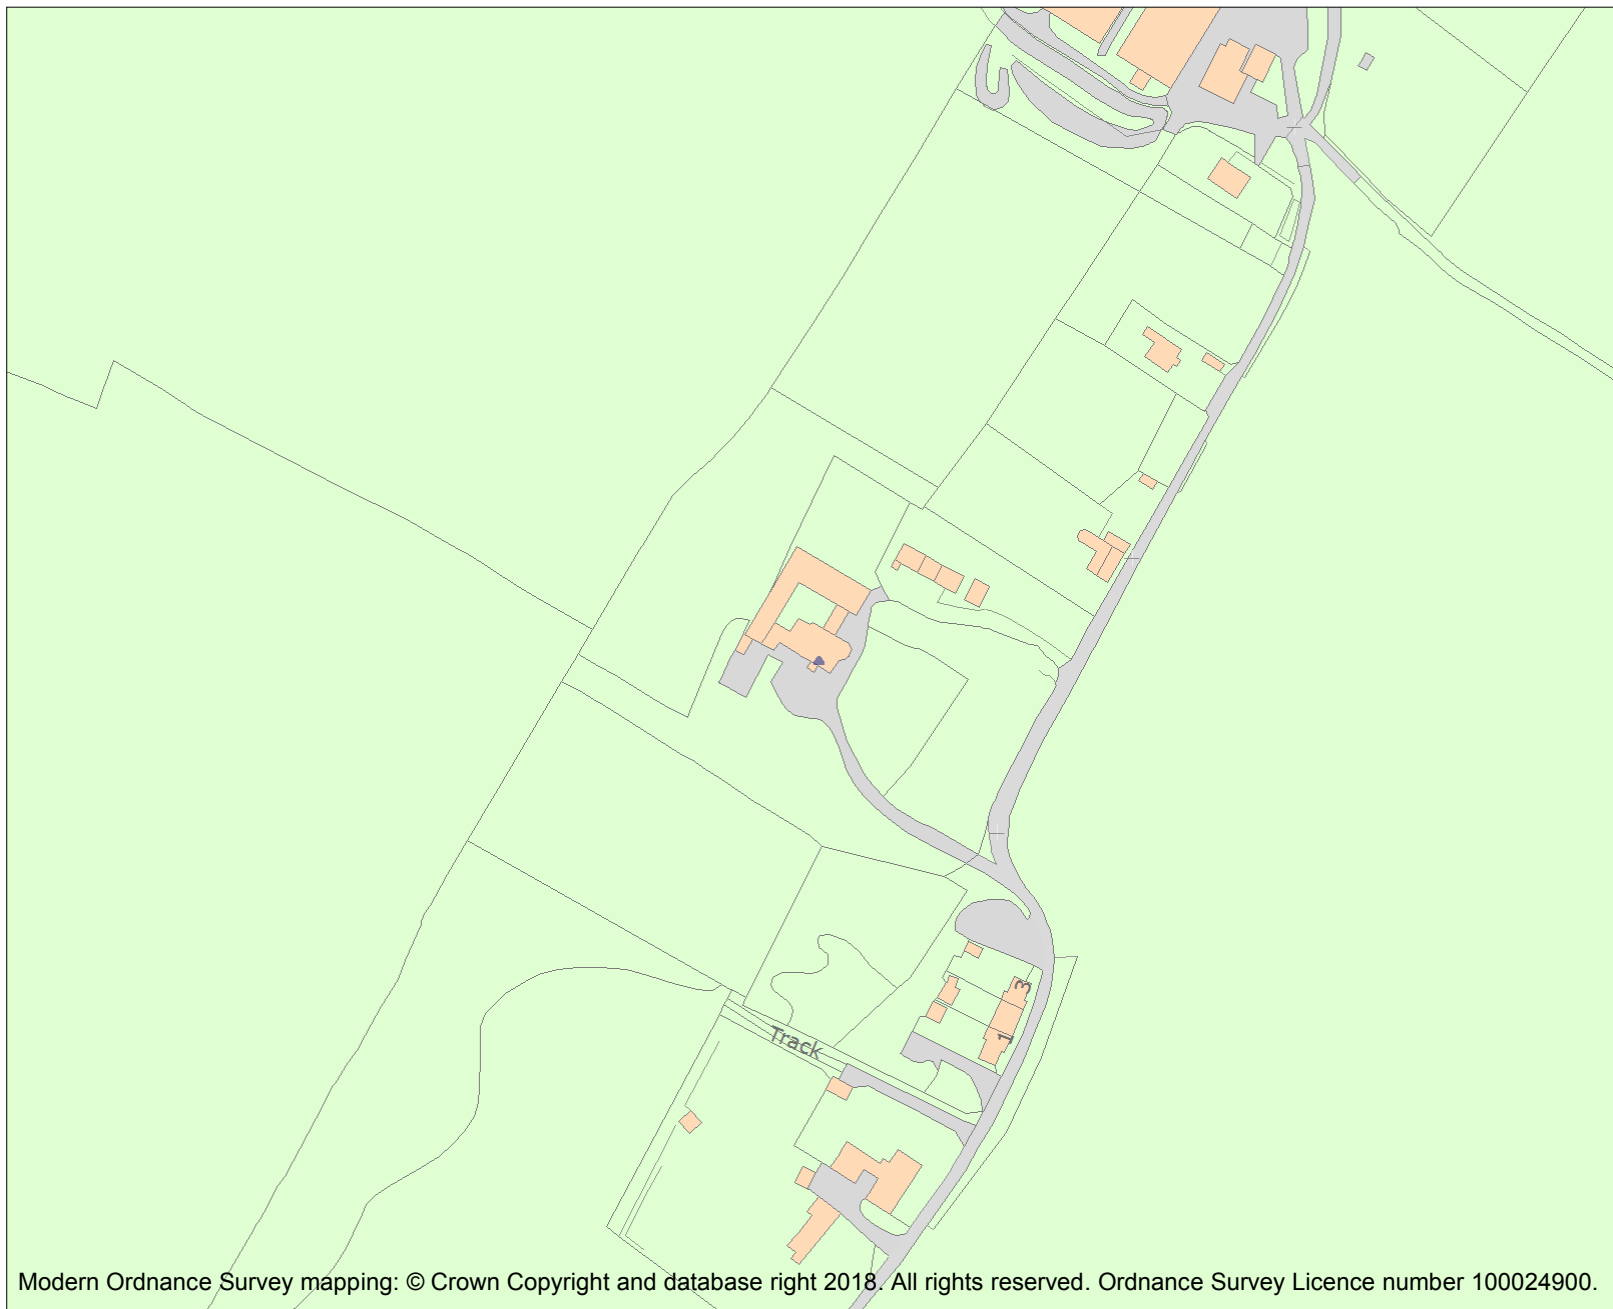 3
1
Track
Modern Ordnance Survey mapping: © Crown Copyright and database right 2018. All rights reserved. Ordnance Survey Licence number 100024900.